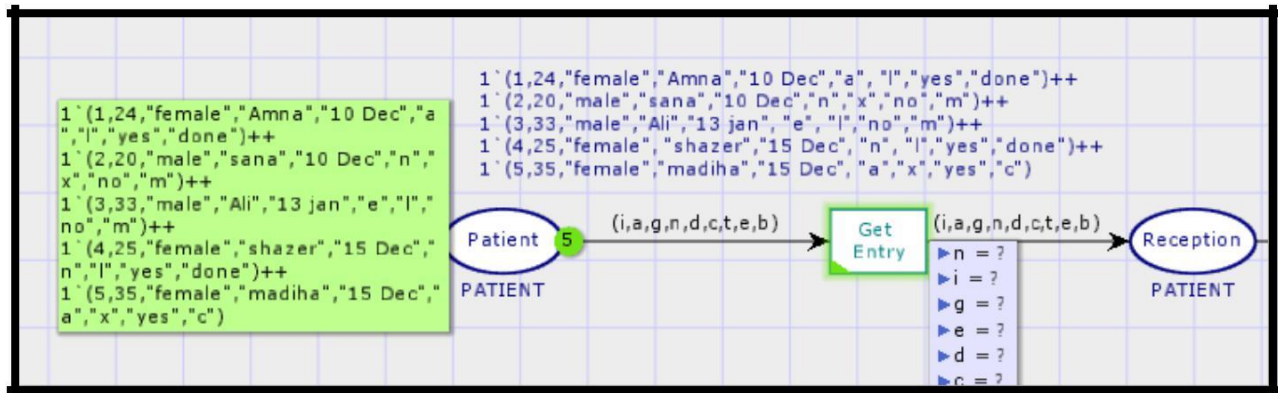 1`(1,24,"female","Amna","10 Dec","a", "l","yes","done")++
1`(2,20,"male","sana","10 Dec","n","x","no","m")++
1`(3,33,"male","Ali","13 jan", "e", "l","no","m")++
1`(4,25,"female", "shazer","15 Dec", "n", "l","yes","done")++
1`(5,35,"female","madiha","15 Dec", "a","x","yes","c")
1`(1,24,"female","Amna","10 Dec","a
","l","yes","done")++
1`(2,20,"male","sana","10 Dec","n","
x","no","m")++
1`(3,33,"male","Ali","13 jan","e","l","
no","m")++
1`(4,25,"female","shazer","15 Dec","
n","l","yes","done")++
1`(5,35,"female","madiha","15 Dec","
a","x","yes","c")
Patient
5
PATIENT
(i,a,g,n,d,c,t,e,b)
Get
Entry
(i,a,g,n,d,c,t,e,b)
n = ?
i = ?
g = ?
e = ?
d = ?
c = ?
Reception
PATIENT